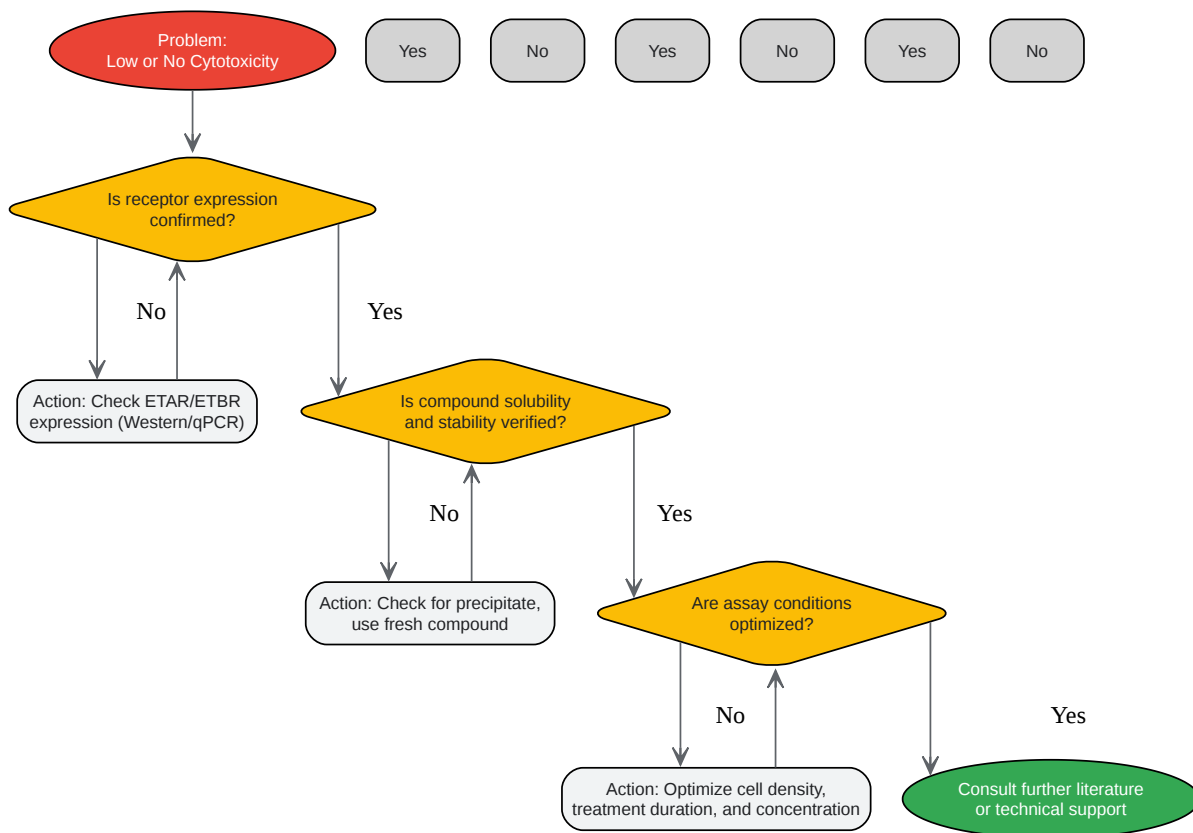 Problem:
Low or No Cytotoxicity
Yes
No
Yes
No
Yes
No
Is receptor expression
confirmed?
No
Yes
Action: Check ETAR/ETBR
expression (Western/qPCR)
Is compound solubility
and stability verified?
No
Yes
Action: Check for precipitate,
use fresh compound
Are assay conditions
optimized?
No
Yes
Action: Optimize cell density,
treatment duration, and concentration
Consult further literature
or technical support